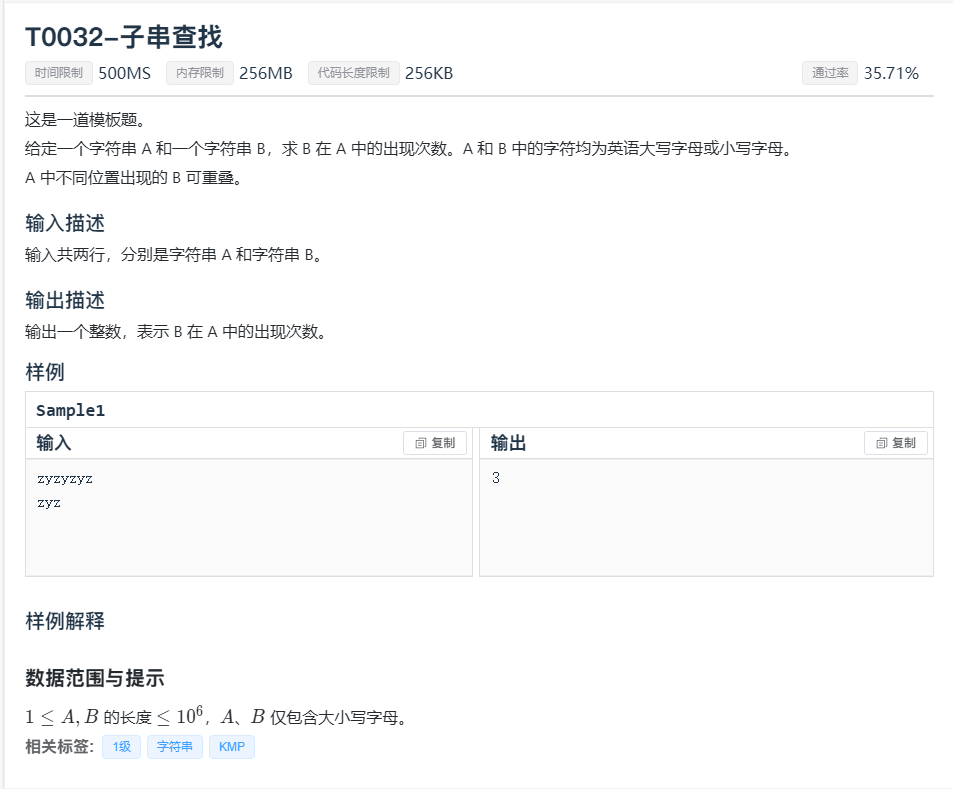 T0032-子串查找
时间限制 500MS 内存限制 256MB 代码长度限制 256KB 通过率 35.71%
这是一道模板题。
给定一个字符串 A 和一个字符串 B，求 B 在 A 中的出现次数。A 和 B 中的字符均为英语大写字母或小写字母。
A 中不同位置出现的 B 可重叠。
输入描述
输入共两行，分别是字符串 A 和字符串 B。
输出描述
输出一个整数，表示 B 在 A 中的出现次数。
样例
Sample1
输入 复制 输出 复制
zyzyzyz 3
zyz
样例解释
数据范围与提示
1 ≤ A, B 的长度 ≤ 10⁶，A、B 仅包含大小写字母。
相关标签： 1级 字符串 KMP